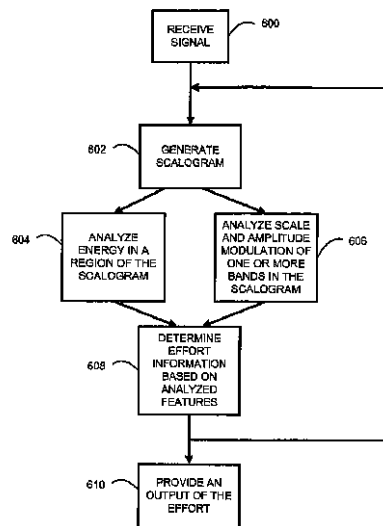 RECEIVE
SIGNAL
600
602
GENERATE
SCALOGRAM
604
ANALYZE
ENERGY IN A
REGION OF THE
SCALOGRAM
ANALYZE SCALE
AND AMPLITUDE
MODULATION OF
ONE OR MORE
BANDS IN THE
SCALOGRAM
606
608
DETERMINE
EFFORT
INFORMATION
BASED ON
ANALYZED
FEATURES
610
PROVIDE AN
OUTPUT OF THE
EFFORT